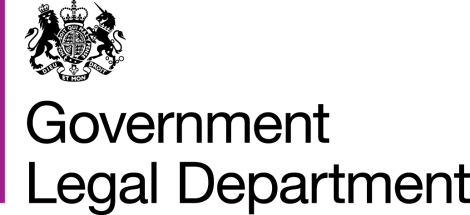 DIEU ET MON DROIT
Government
Legal Department